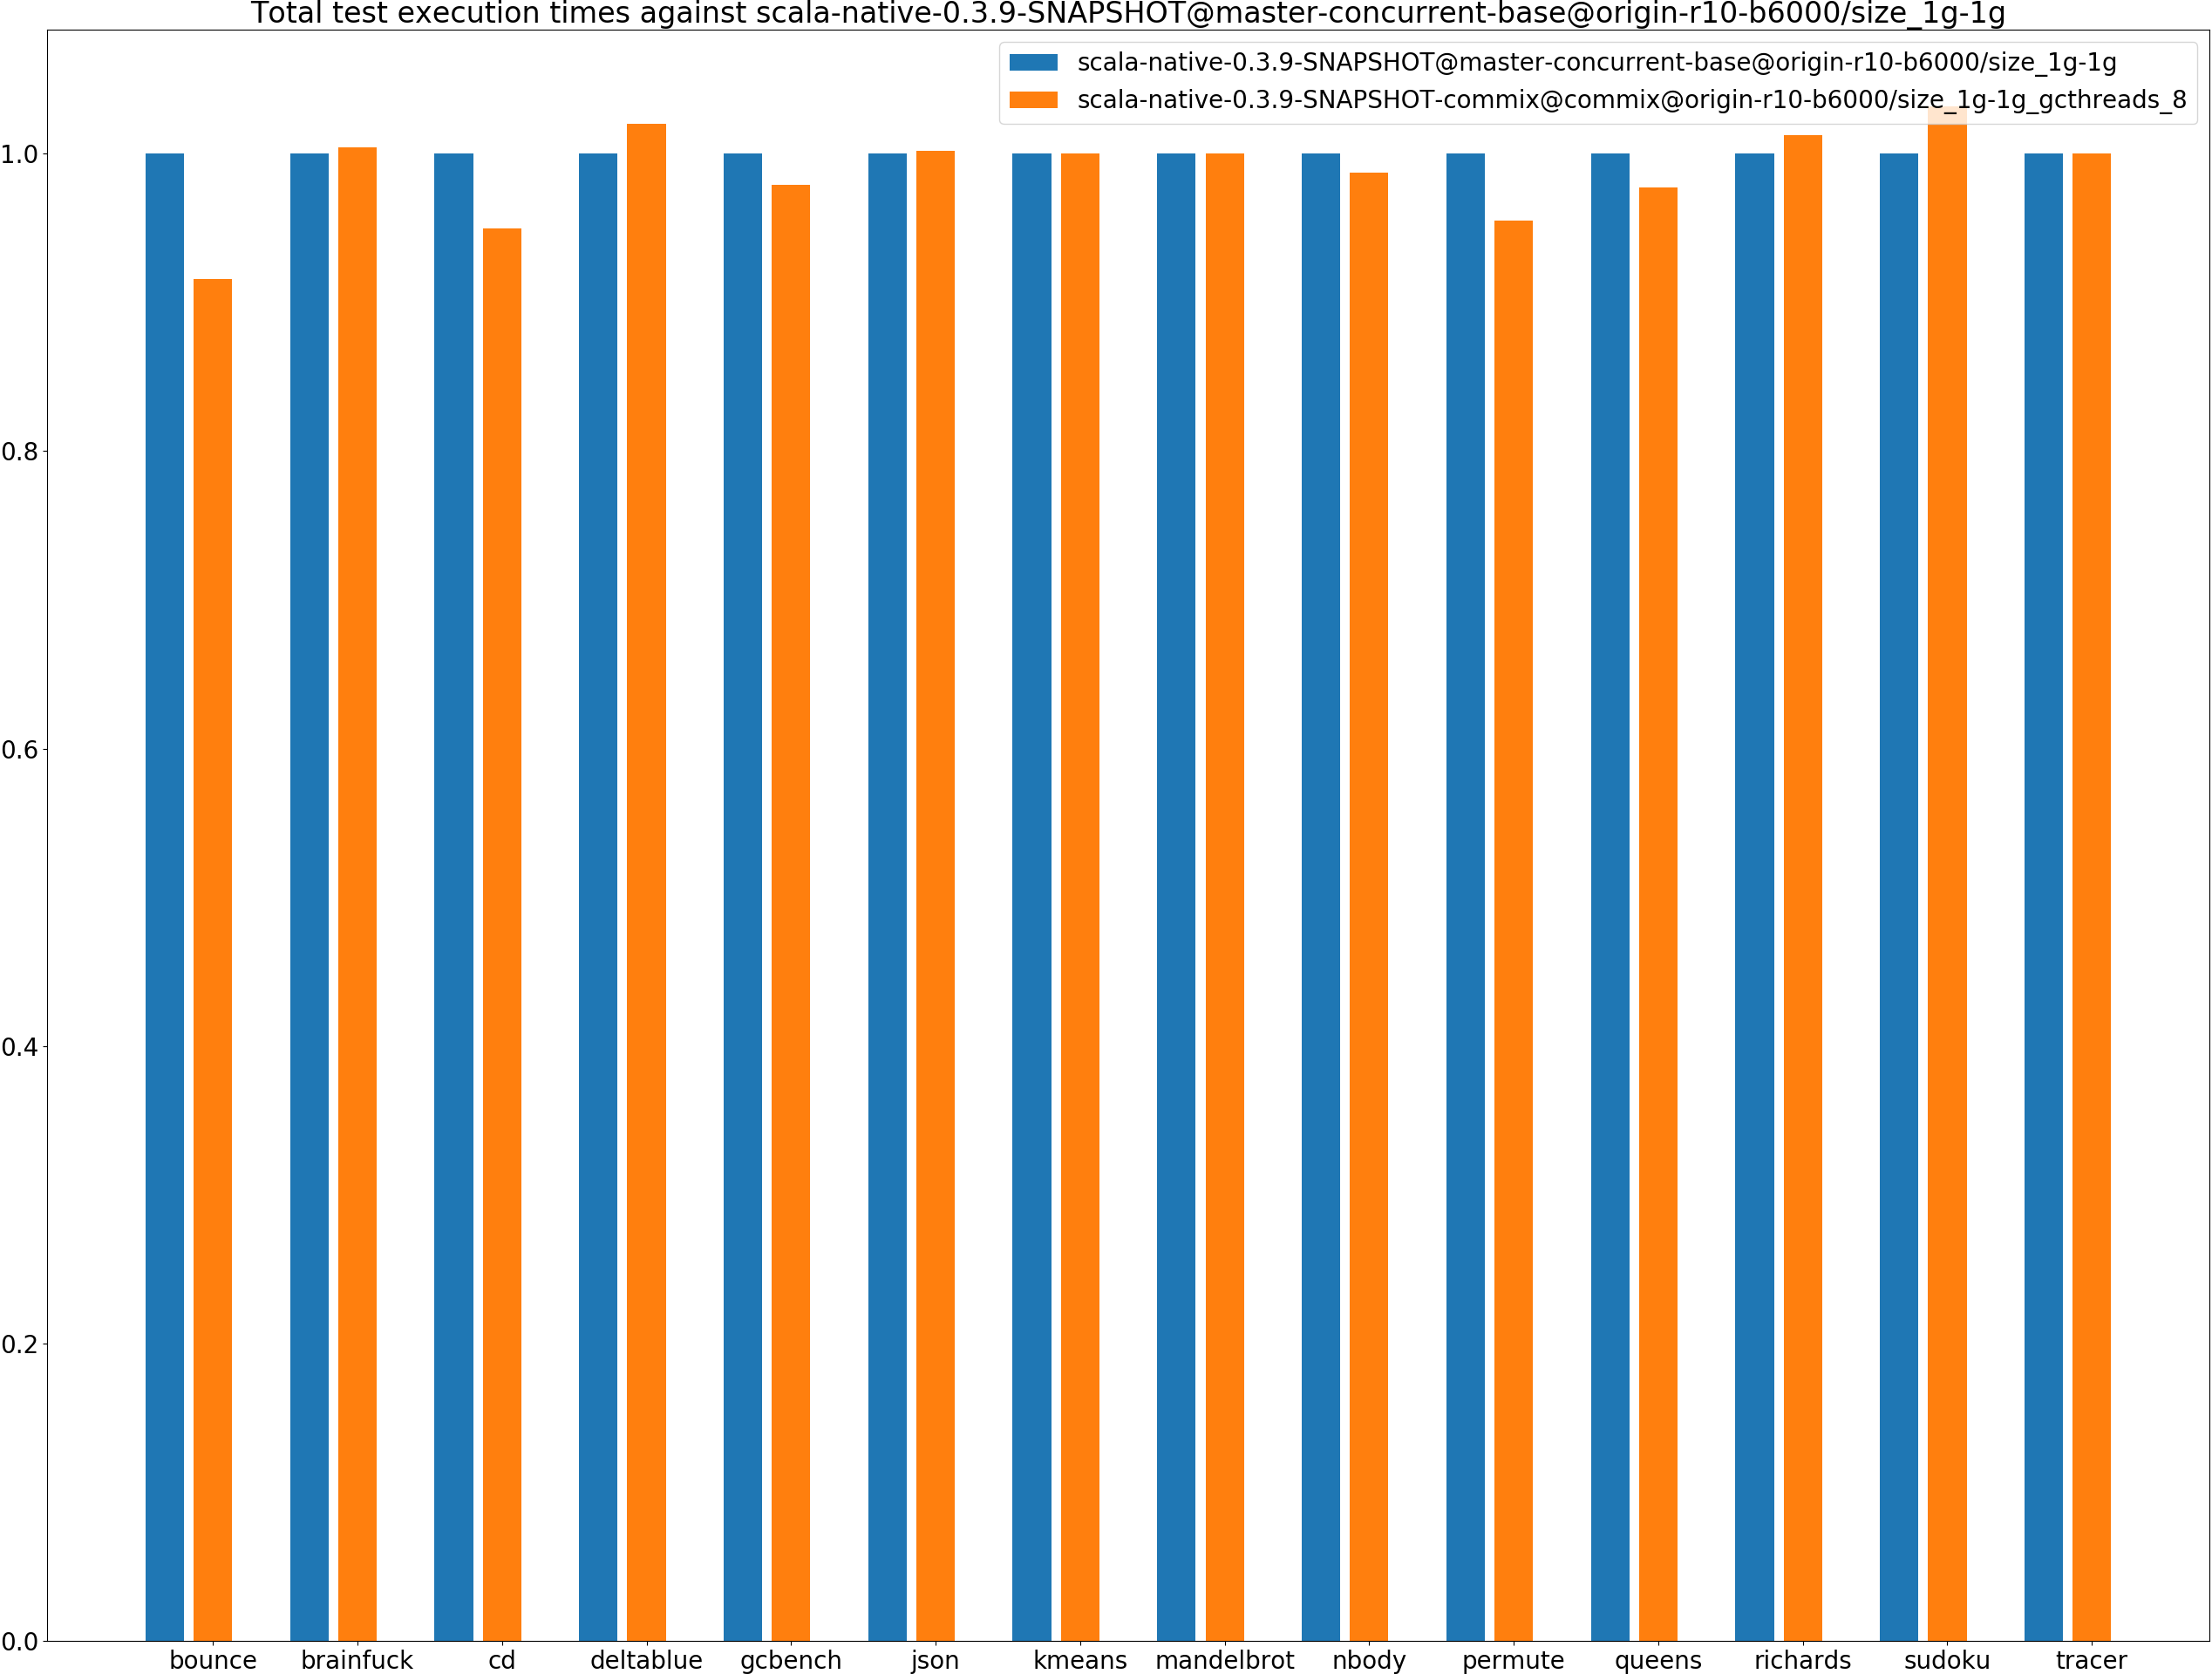 Total test execution times against scala-native-0.3.9-SNAPSHOT@master-concurrent-base@origin-r10-b6000/size_1g-1g
scala-native-0.3.9-SNAPSHOT@master-concurrent-base@origin-r10-b6000/size_1g-1g
scala-native-0.3.9-SNAPSHOT-commix@commix@origin-r10-b6000/size_1g-1g_gcthreads_8
1.0
0.8
0.6
0.4
0.2
0.0
bounce brainfuck cd deltablue gcbench json kmeans mandelbrot nbody permute queens richards sudoku tracer